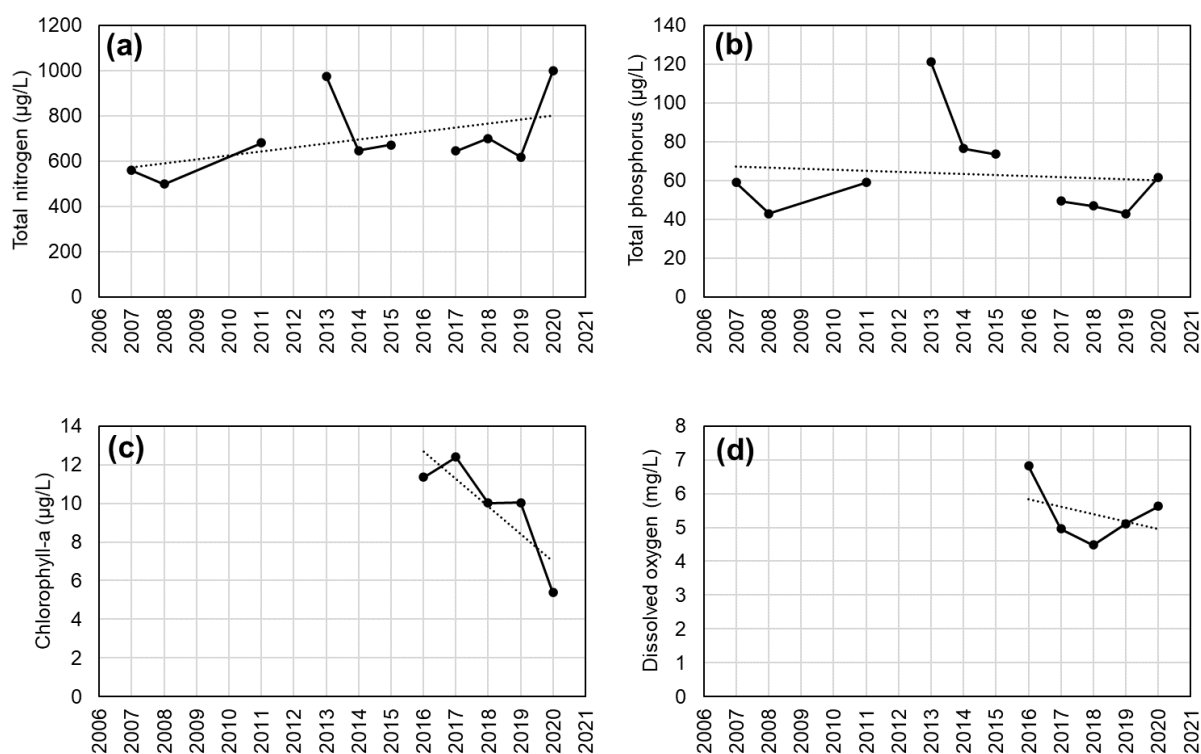 (a)
Total nitrogen (µg/L)
1200
1000
800
600
400
200
0
2006 2007 2008 2009 2010 2011 2012 2013 2014 2015 2016 2017 2018 2019 2020 2021
(b)
Total phosphorus (µg/L)
140
120
100
80
60
40
20
0
2006 2007 2008 2009 2010 2011 2012 2013 2014 2015 2016 2017 2018 2019 2020 2021
(c)
Chlorophyll-a (µg/L)
14
12
10
8
6
4
2
0
2006 2007 2008 2009 2010 2011 2012 2013 2014 2015 2016 2017 2018 2019 2020 2021
(d)
Dissolved oxygen (mg/L)
8
7
6
5
4
3
2
1
0
2006 2007 2008 2009 2010 2011 2012 2013 2014 2015 2016 2017 2018 2019 2020 2021